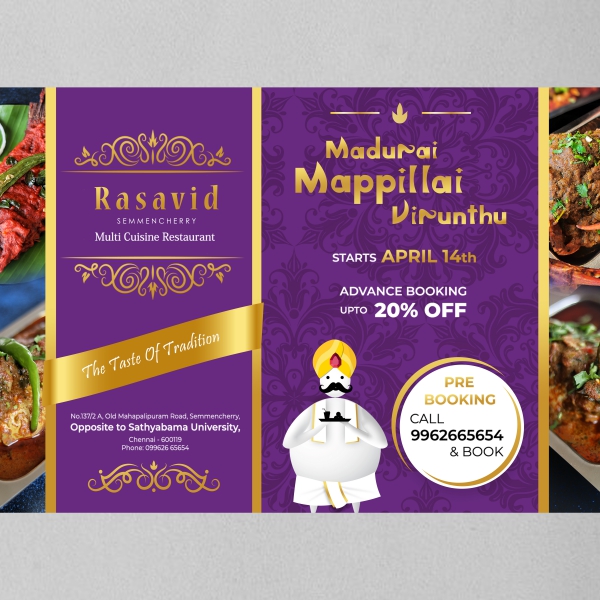 Rasavid
SEMMENCHERRY
Multi Cuisine Restaurant
The Taste Of Tradition
No.137/2 A, Old Mahapalipuram Road, Semmencherry,
Opposite to Sathyabama University,
Chennai - 600119
Phone: 09962 65654
Madurai
Mappillai
Virunthu
STARTS APRIL 14th
ADVANCE BOOKING
UPTO 20% OFF
PRE
BOOKING
CALL
9962665654
& BOOK